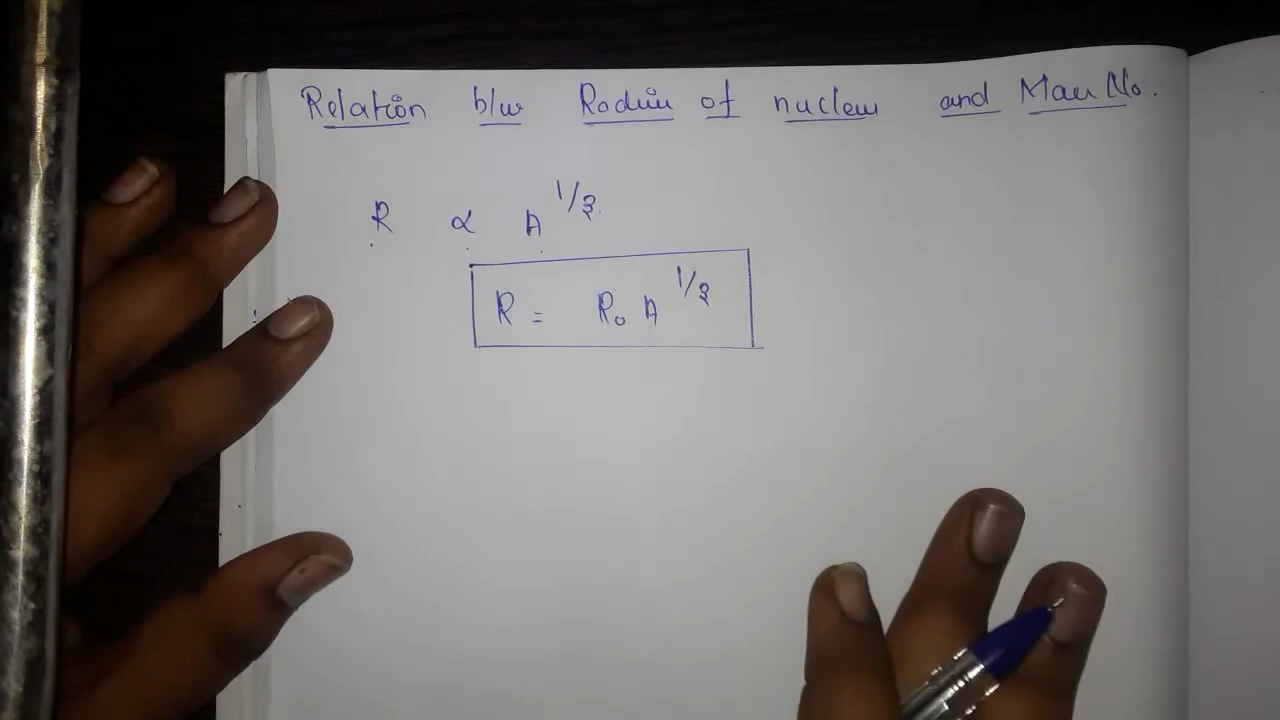 Relation b/w Radius of nucleus and Mass No.
R ∝ A^1/3
R = R₀ A^1/3